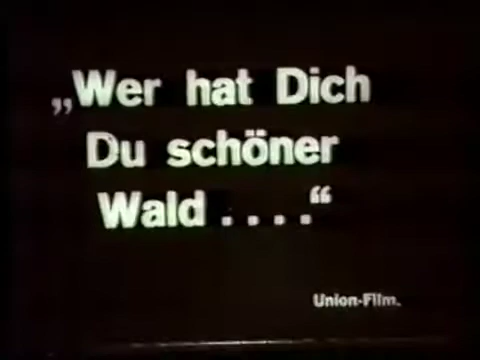 „Wer hat Dich
Du schöner
Wald . . . .“
Union-Film.